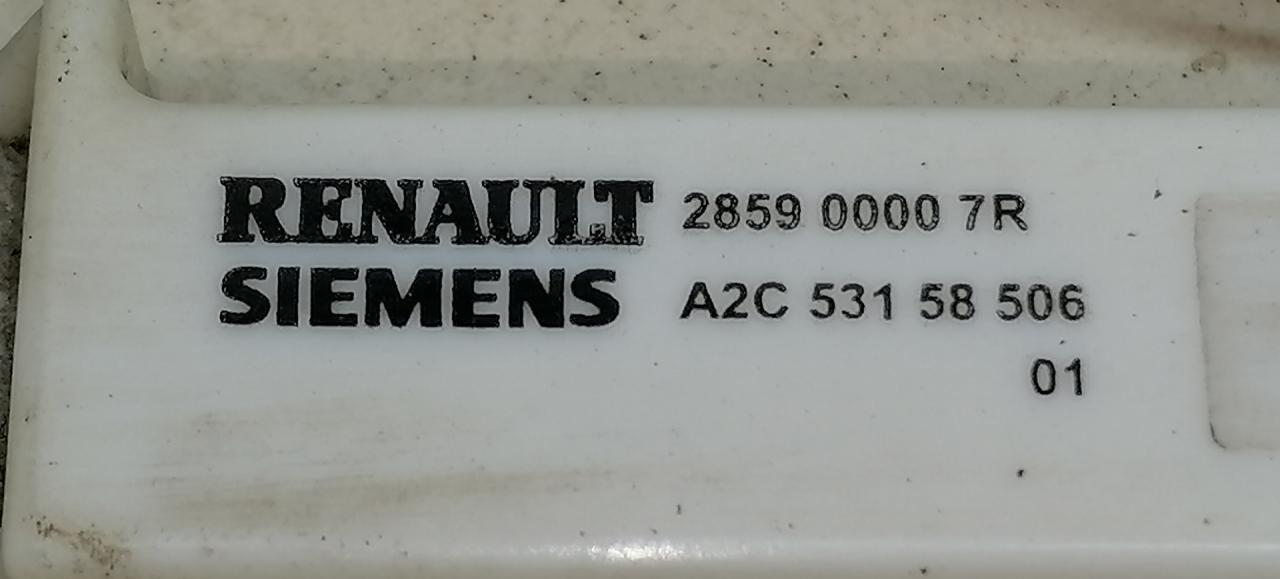 RENAULT 2859 0000 7R
SIEMENS A2C 531 58 506
01